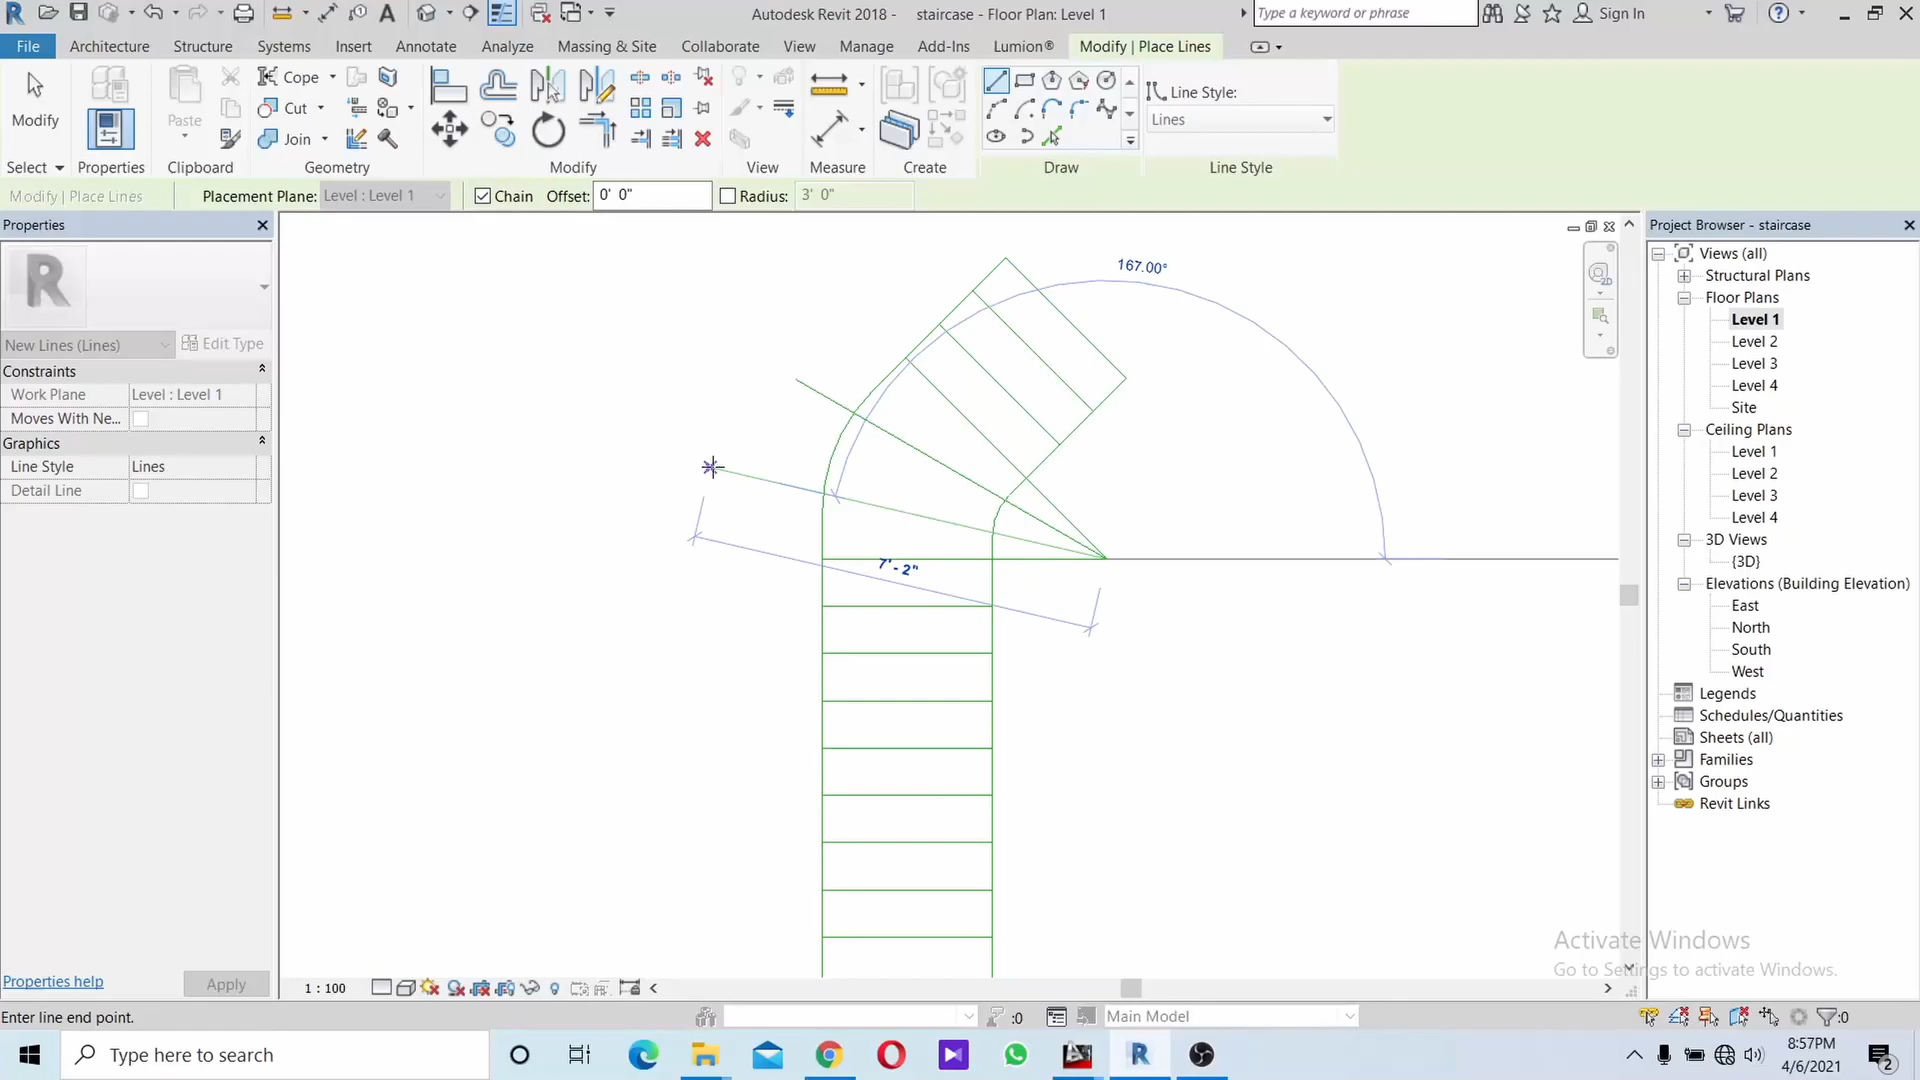 Autodesk Revit 2018 - staircase - Floor Plan: Level 1
Type a keyword or phrase
Sign In
File
Architecture
Structure
Systems
Insert
Annotate
Analyze
Massing & Site
Collaborate
View
Manage
Add-Ins
Lumion®
Modify | Place Lines
Modify
Paste
Cope
Cut
Join
Line Style:
Lines
Select
Properties
Clipboard
Geometry
Modify
View
Measure
Create
Draw
Line Style
Modify | Place Lines
Placement Plane: Level : Level 1
Chain
Offset: 0' 0"
Radius: 3' 0"
Properties
New Lines (Lines)
Edit Type
Constraints
Work Plane
Level : Level 1
Moves With Ne...
Graphics
Line Style
Lines
Detail Line
Properties help
Apply
167.00°
7' - 2"
2D
Project Browser - staircase
Views (all)
Structural Plans
Floor Plans
Level 1
Level 2
Level 3
Level 4
Site
Ceiling Plans
Level 1
Level 2
Level 3
Level 4
3D Views
{3D}
Elevations (Building Elevation)
East
North
South
West
Legends
Schedules/Quantities
Sheets (all)
Families
Groups
Revit Links
Activate Windows
Go to Settings to activate Windows.
1 : 100
Enter line end point.
:0
Main Model
:0
Type here to search
8:57PM
4/6/2021
2